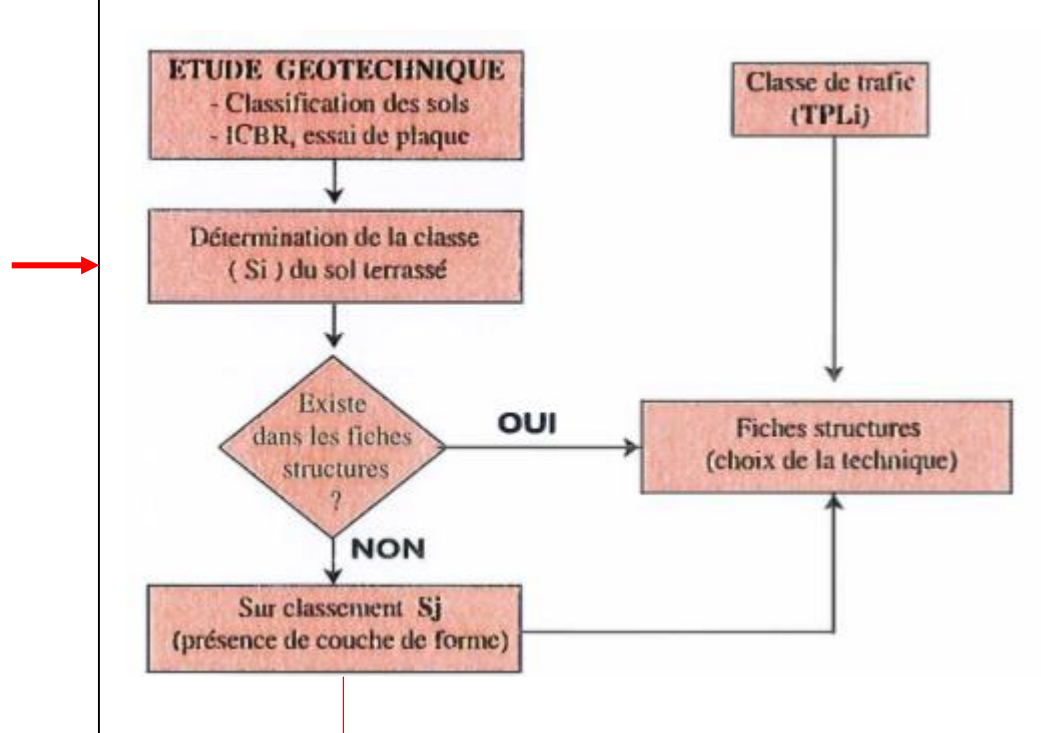 ETUDE GEOTECHNIQUE
- Classification des sols
- ICBR, essai de plaque
Classe de trafic
(TPLi)
Détermination de la classe
( Si ) du sol terrassé
Existe
dans les fiches
structures
?
OUI
Fiches structures
(choix de la technique)
NON
Sur classement Sj
(présence de couche de forme)